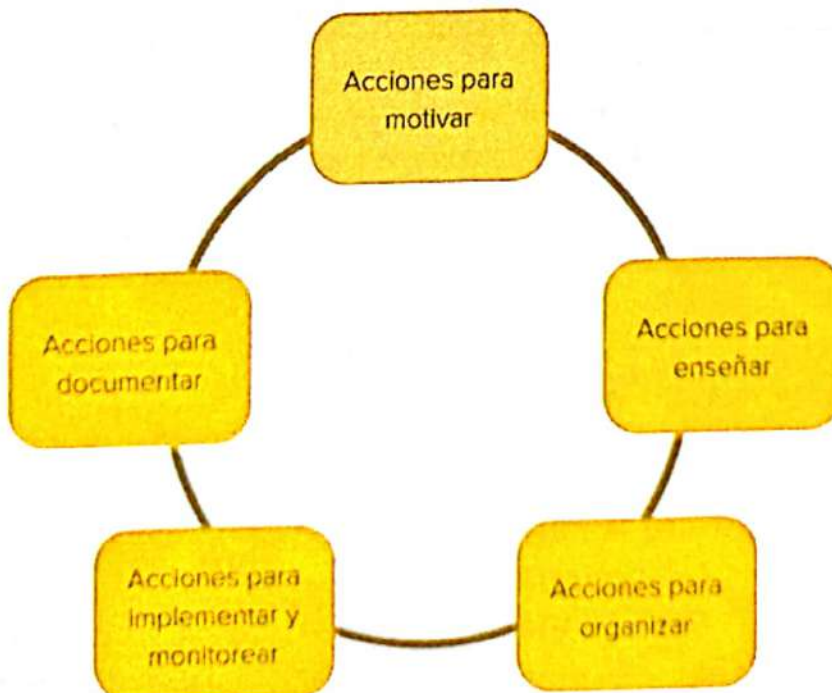 Acciones para
motivar
Acciones para
enseñar
Acciones para
organizar
Acciones para
implementar y
monitorear
Acciones para
documentar